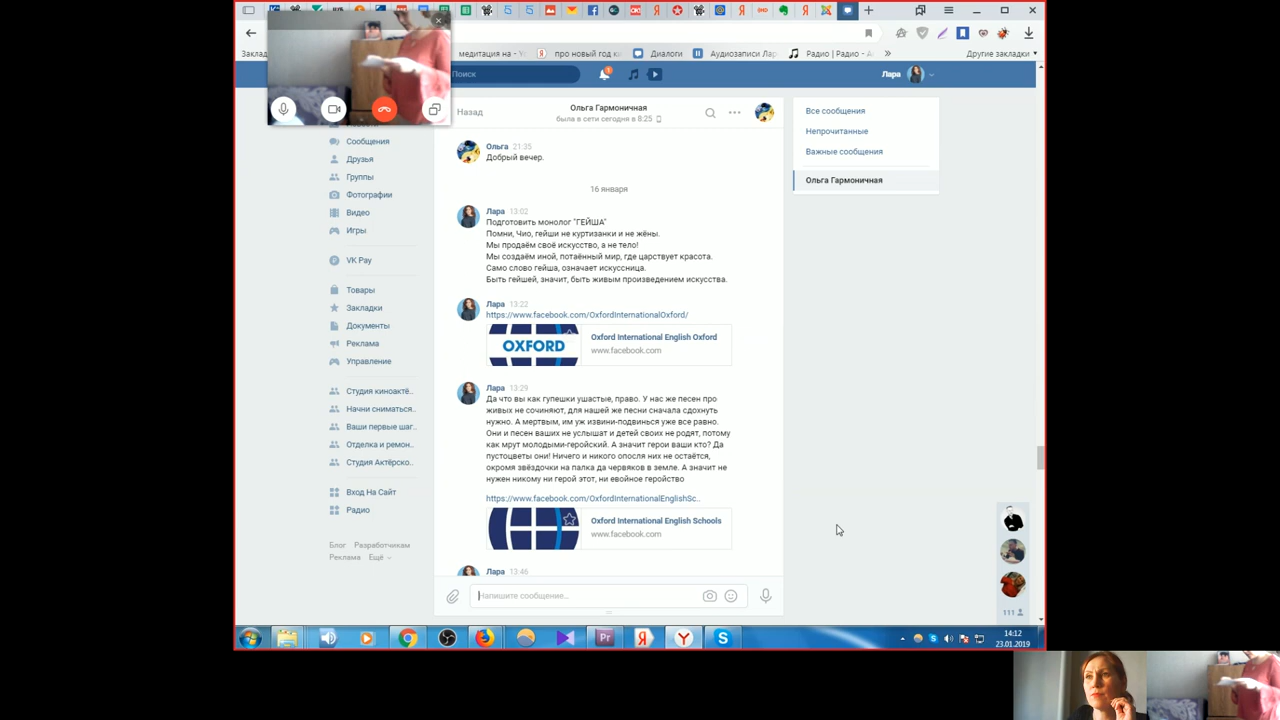 Заклад
медитация на - Yo
про новый год ки
Диалоги
Аудиозаписи Лар
Радио | Радио - A
Другие закладки
Поиск
1
Лара
Сообщения
Друзья
Группы
Фотографии
Видео
Игры
VK Pay
Товары
Закладки
Документы
Реклама
Управление
Студия киноактё..
Начни сниматься..
Ваши первые шаг..
Отделка и ремон..
Студия Актёрско..
Вход На Сайт
Радио
Блог Разработчикам
Реклама Ещё
Назад
Ольга Гармоничная
была в сети сегодня в 8:25
Ольга 21:35
Добрый вечер.
16 января
Лара 13:02
Подготовить монолог "ГЕЙША"
Помни, Чио, гейши не куртизанки и не жёны.
Мы продаём своё искусство, а не тело!
Мы создаём иной, потаённый мир, где царствует красота.
Само слово гейша, означает искуссница.
Быть гейшей, значит, быть живым произведением искусства.
Лара 13:22
https://www.facebook.com/OxfordInternationalOxford/
OXFORD
Oxford International English Oxford
www.facebook.com
Лара 13:29
Да что вы как гупешки ушастые, право. У нас же песен про
живых не сочиняют, для нашей же песни сначала сдохнуть
нужно. А мертвым, им уж извини-подвинься уже все равно.
Они и песен ваших не услышат и детей своих не родят, потому
как мрут молодыми-геройский. А значит герои ваши кто? Да
пустоцветы они! Ничего и никого опосля них не остаётся,
окромя звёздочки на палка да червяков в земле. А значит не
нужен никому ни герой этот, ни евойное геройство
https://www.facebook.com/OxfordInternationalEnglishSc..
Oxford International English Schools
www.facebook.com
Лара 13:46
Напишите сообщение...
Все сообщения
Непрочитанные
Важные сообщения
Ольга Гармоничная
111
14:12
23.01.2019